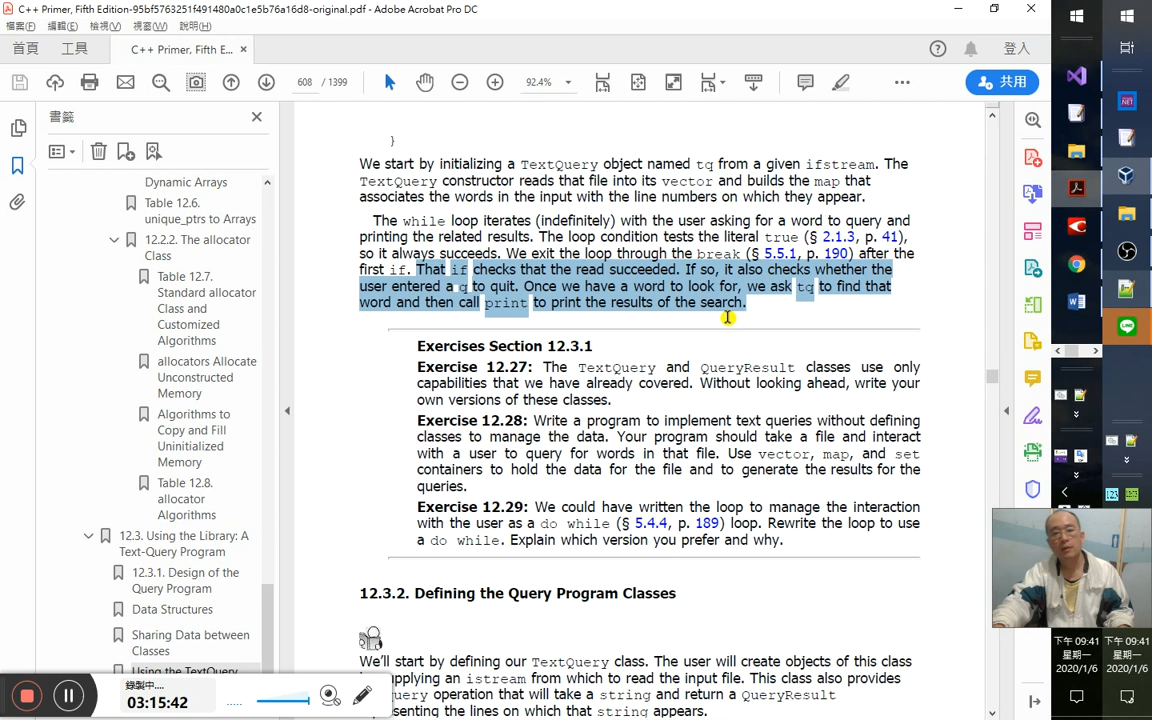 C++ Primer, Fifth Edition-95bf5763251f491480a0c1e5b76a16d8-original.pdf - Adobe Acrobat Pro DC
檔案(F) 編輯(E) 檢視(V) 視窗(W) 說明(H)
首頁 工具 C++ Primer, Fifth E... × 登入
608 / 1399 92.4% 共用
書籤
Dynamic Arrays
Table 12.6.
unique_ptrs to Arrays
12.2.2. The allocator
Class
Table 12.7.
Standard allocator
Class and
Customized
Algorithms
allocators Allocate
Unconstructed
Memory
Algorithms to
Copy and Fill
Uninitialized
Memory
Table 12.8.
allocator
Algorithms
12.3. Using the Library: A
Text-Query Program
12.3.1. Design of the
Query Program
Data Structures
Sharing Data between
Classes
Using the TextQuery
}
We start by initializing a TextQuery object named tq from a given ifstream. The
TextQuery constructor reads that file into its vector and builds the map that
associates the words in the input with the line numbers on which they appear.
The while loop iterates (indefinitely) with the user asking for a word to query and
printing the related results. The loop condition tests the literal true (§ 2.1.3, p. 41),
so it always succeeds. We exit the loop through the break (§ 5.5.1, p. 190) after the
first if. That if checks that the read succeeded. If so, it also checks whether the
user entered a q to quit. Once we have a word to look for, we ask tq to find that
word and then call print to print the results of the search.
Exercises Section 12.3.1
Exercise 12.27: The TextQuery and QueryResult classes use only
capabilities that we have already covered. Without looking ahead, write your
own versions of these classes.
Exercise 12.28: Write a program to implement text queries without defining
classes to manage the data. Your program should take a file and interact
with a user to query for words in that file. Use vector, map, and set
containers to hold the data for the file and to generate the results for the
queries.
Exercise 12.29: We could have written the loop to manage the interaction
with the user as a do while (§ 5.4.4, p. 189) loop. Rewrite the loop to use
a do while. Explain which version you prefer and why.
12.3.2. Defining the Query Program Classes
We'll start by defining our TextQuery class. The user will create objects of this class
applying an istream from which to read the input file. This class also provides
query operation that will take a string and return a QueryResult
esenting the lines on which that string appears.
錄製中....
03:15:42
下午 09:41 下午 09:41
星期一 星期一
2020/1/6 2020/1/6